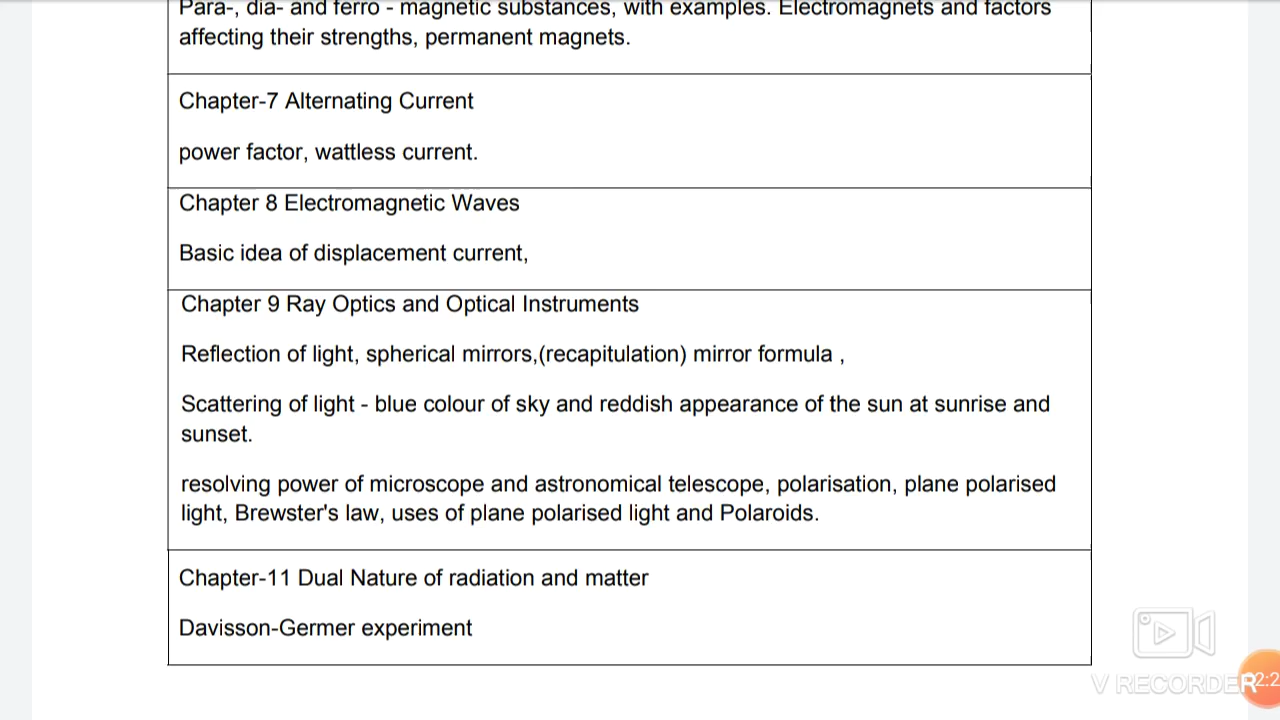 Para-, dia- and ferro - magnetic substances, with examples. Electromagnets and factors
affecting their strengths, permanent magnets.
Chapter-7 Alternating Current
power factor, wattless current.
Chapter 8 Electromagnetic Waves
Basic idea of displacement current,
Chapter 9 Ray Optics and Optical Instruments
Reflection of light, spherical mirrors,(recapitulation) mirror formula ,
Scattering of light - blue colour of sky and reddish appearance of the sun at sunrise and
sunset.
resolving power of microscope and astronomical telescope, polarisation, plane polarised
light, Brewster's law, uses of plane polarised light and Polaroids.
Chapter-11 Dual Nature of radiation and matter
Davisson-Germer experiment
V RECORDER